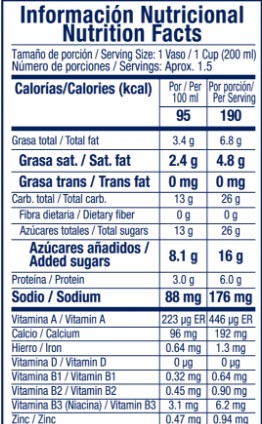 Información Nutricional
Nutrition Facts
Tamaño de porción / Serving Size: 1 Vaso / 1 Cup (200 ml)
Número de porciones / Servings: Aprox. 1.5
Calorías/Calories (kcal) Por / Per 100 ml Por porción/ Per Serving
95 190
Grasa total / Total fat 3.4 g 6.8 g
Grasa sat. / Sat. fat 2.4 g 4.8 g
Grasa trans / Trans fat 0 mg 0 mg
Carb. total / Total carb. 13 g 26 g
Fibra dietaria / Dietary fiber 0 g 0 g
Azúcares totales / Total sugars 13 g 26 g
Azúcares añadidos /
Added sugars 8.1 g 16 g
Proteína / Protein 3.0 g 6.0 g
Sodio / Sodium 88 mg 176 mg
Vitamina A / Vitamin A 223 µg ER 446 µg ER
Calcio / Calcium 96 mg 192 mg
Hierro / Iron 0.64 mg 1.3 mg
Vitamina D / Vitamin D 0 µg 0 µg
Vitamina B1 / Vitamin B1 0.32 mg 0.64 mg
Vitamina B2 / Vitamin B2 0.45 mg 0.90 mg
Vitamina B3 (Niacina) / Vitamin B3 3.1 mg 6.2 mg
Zinc / Zinc 0.47 mg 0.94 mg